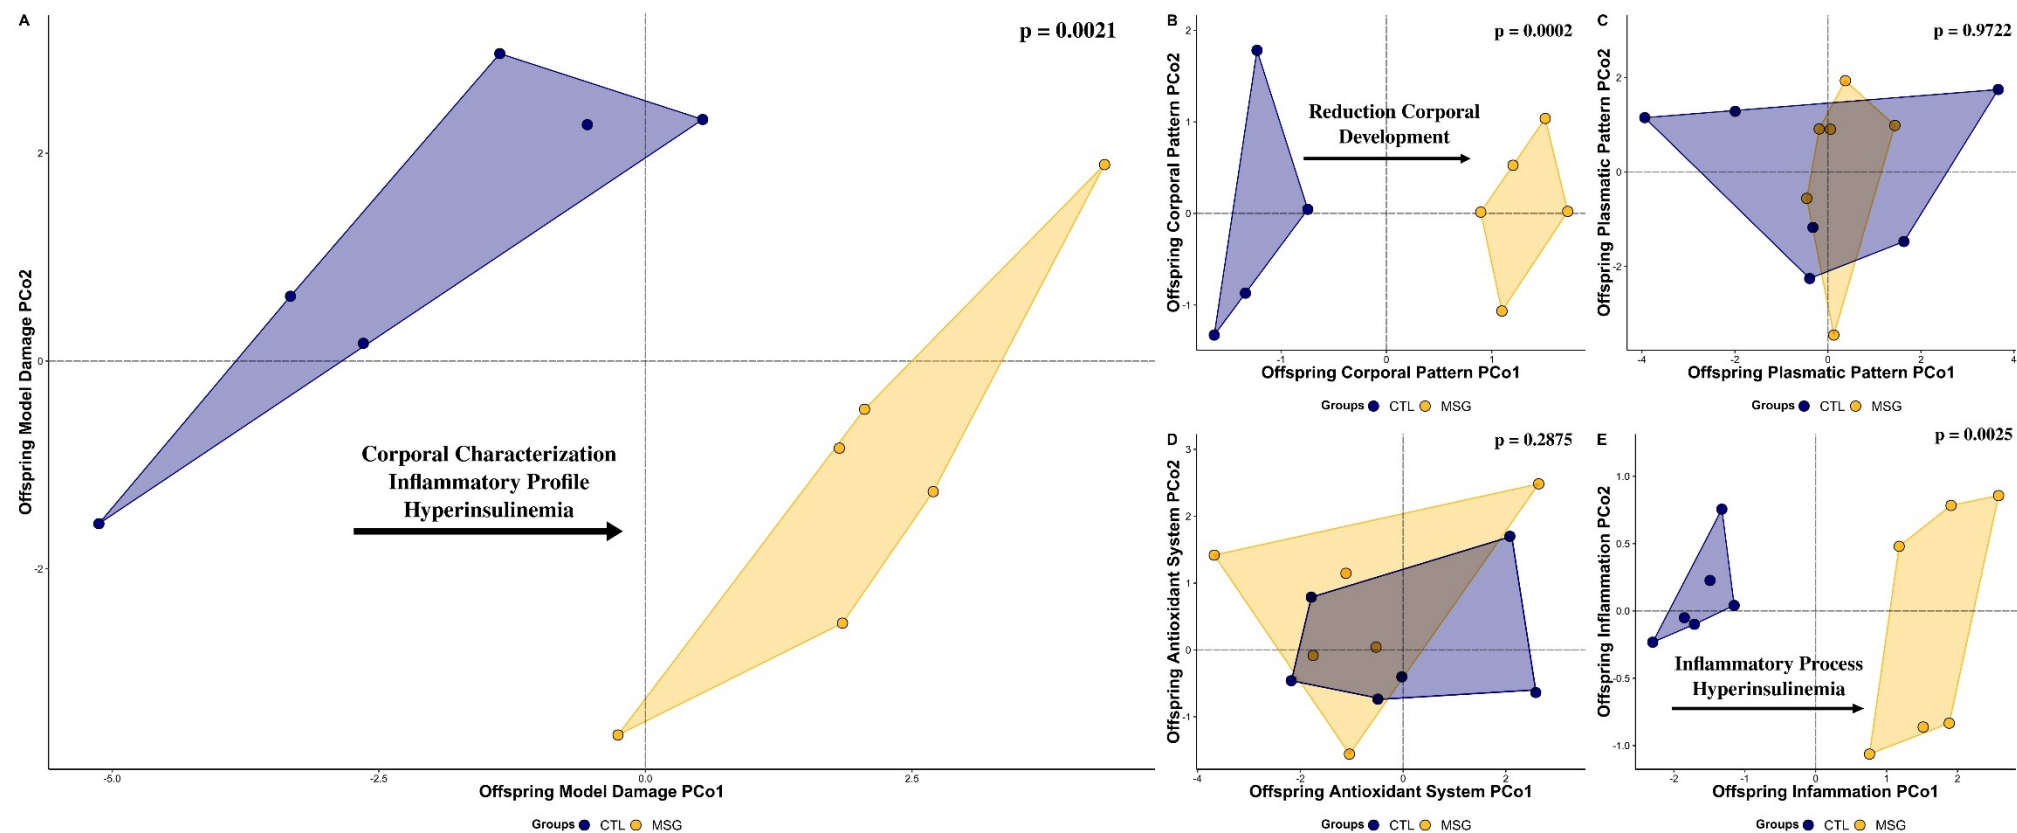 A
p = 0.0021
Offspring Model Damage PCo2
2
0
-2
Corporal Characterization
Inflammatory Profile
Hyperinsulinemia
-5.0
-2.5
0.0
2.5
Offspring Model Damage PCo1
Groups CTL MSG
B
p = 0.0002
Offspring Corporal Pattern PCo2
2
1
0
-1
Reduction Corporal
Development
-1
0
1
Offspring Corporal Pattern PCo1
Groups CTL MSG
C
p = 0.9722
Offspring Plasmatic Pattern PCo2
2
0
-2
-4
-2
0
2
4
Offspring Plasmatic Pattern PCo1
Groups CTL MSG
D
p = 0.2875
Offspring Antioxidant System PCo2
3
2
1
0
-1
-4
-2
0
2
Offspring Antioxidant System PCo1
Groups CTL MSG
E
p = 0.0025
Offspring Inflammation PCo2
1.0
0.5
0.0
-0.5
-1.0
Inflammatory Process
Hyperinsulinemia
-2
-1
0
1
2
Offspring Infammation PCo1
Groups CTL MSG